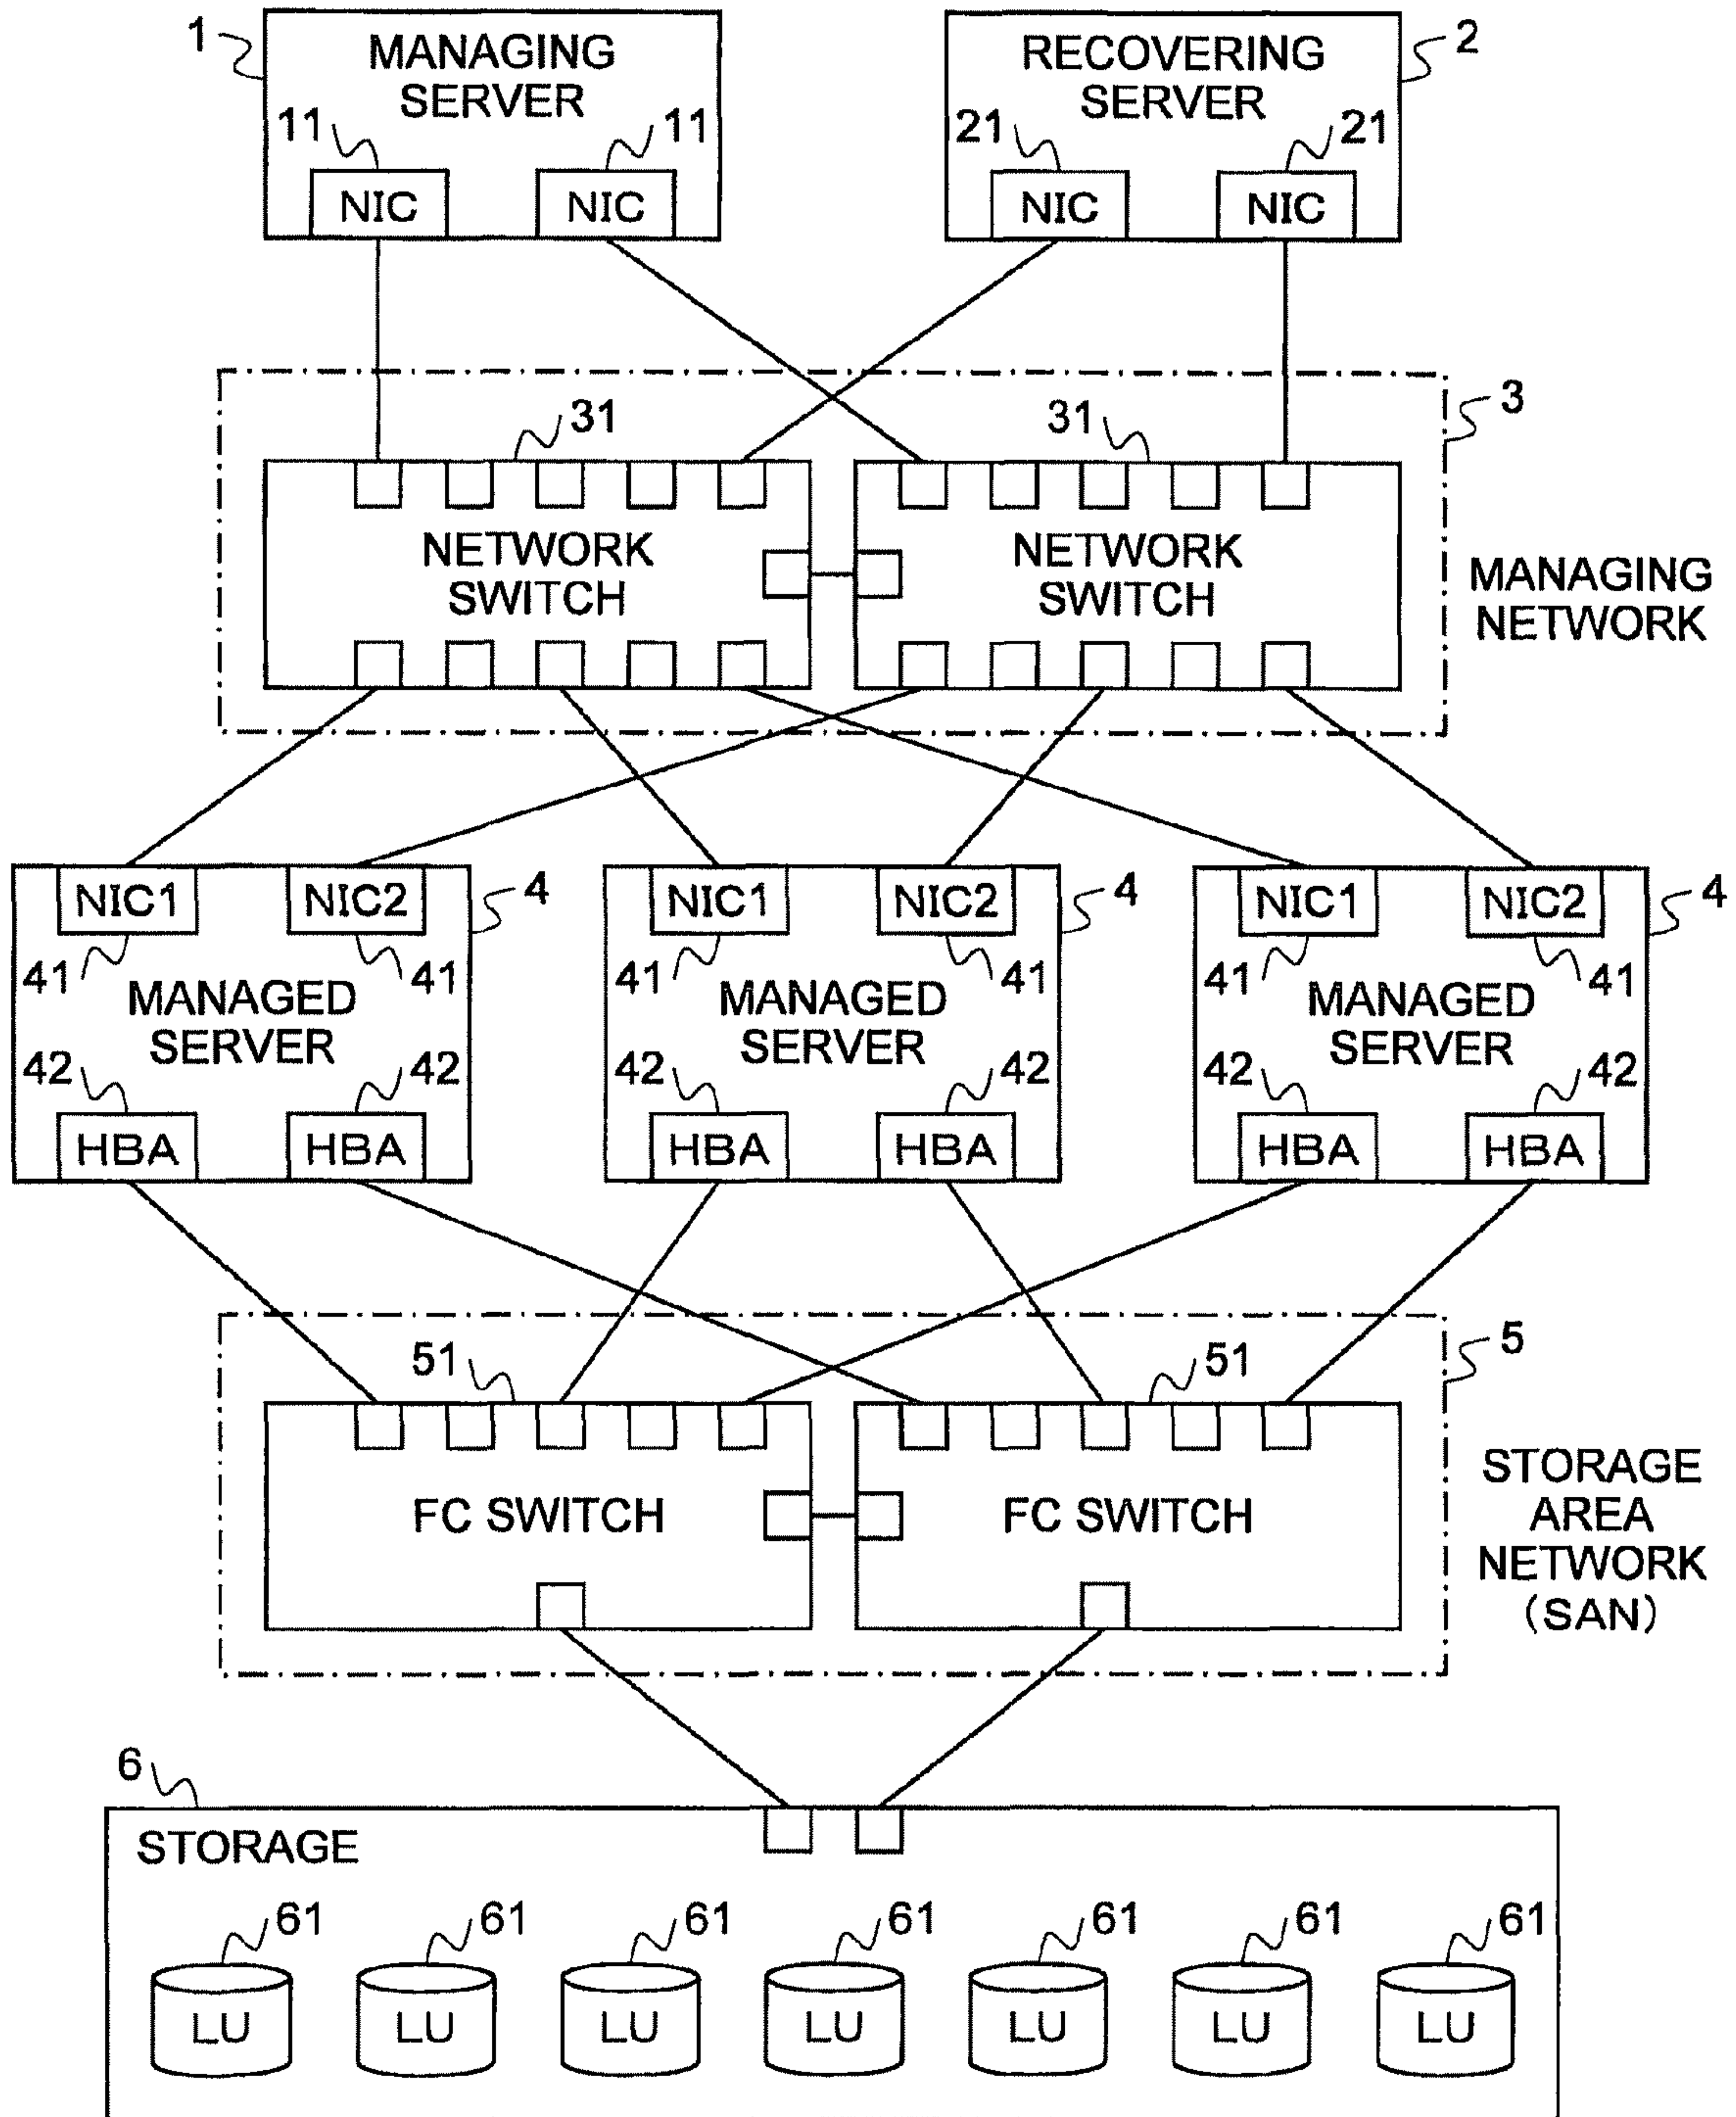 1
MANAGING
SERVER
11
11
NIC
NIC
2
RECOVERING
SERVER
21
21
NIC
NIC
3
31
31
NETWORK
SWITCH
NETWORK
SWITCH
MANAGING
NETWORK
NIC1
NIC2
4
41
41
MANAGED
SERVER
42
42
HBA
HBA
NIC1
NIC2
4
41
41
MANAGED
SERVER
42
42
HBA
HBA
NIC1
NIC2
4
41
41
MANAGED
SERVER
42
42
HBA
HBA
5
51
51
FC SWITCH
FC SWITCH
STORAGE
AREA
NETWORK
(SAN)
6
STORAGE
61
61
61
61
61
61
61
LU
LU
LU
LU
LU
LU
LU